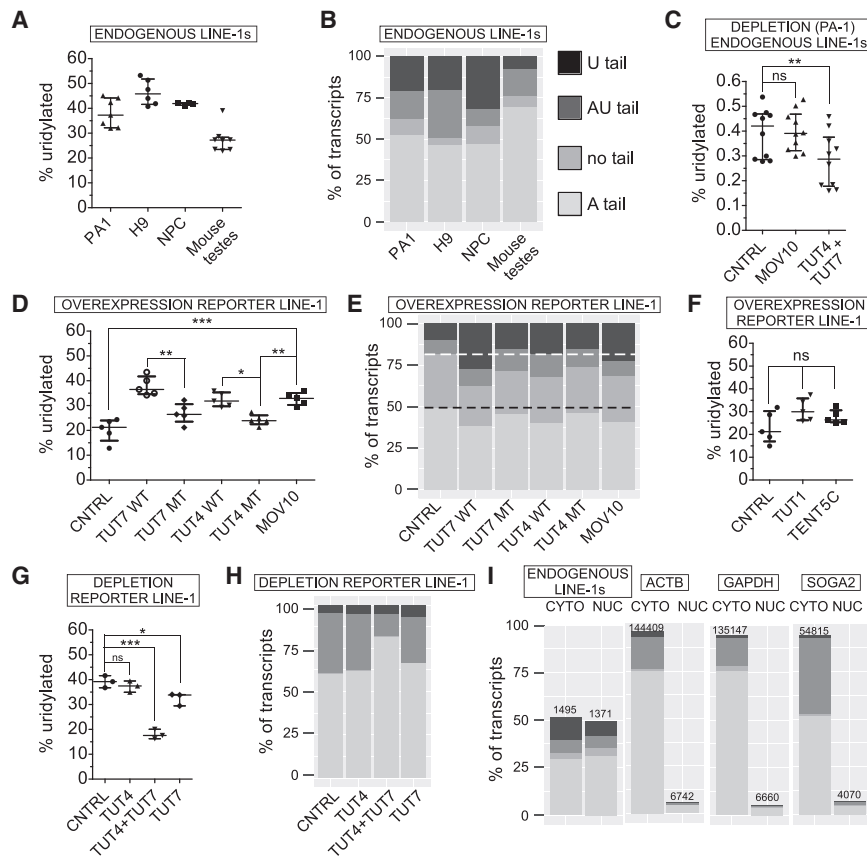 A
ENDOGENOUS LINE-1s
% uridylated
60
50
40
30
20
10
0
PA1
H9
NPC
Mouse testes
B
ENDOGENOUS LINE-1s
% of transcripts
100
75
50
25
0
PA1
H9
NPC
Mouse testes
U tail
AU tail
no tail
A tail
C
DEPLETION (PA-1)
ENDOGENOUS LINE-1s
**
ns
% uridylated
0.6
0.5
0.4
0.3
0.2
0.1
0.0
CNTRL
MOV10
TUT4 + TUT7
D
OVEREXPRESSION REPORTER LINE-1
***
**
*
**
% uridylated
60
50
40
30
20
10
0
CNTRL
TUT7 WT
TUT7 MT
TUT4 WT
TUT4 MT
MOV10
E
OVEREXPRESSION REPORTER LINE-1
% of transcripts
100
75
50
25
0
CNTRL
TUT7 WT
TUT7 MT
TUT4 WT
TUT4 MT
MOV10
F
OVEREXPRESSION
REPORTER LINE-1
ns
% uridylated
60
50
40
30
20
10
0
CNTRL
TUT1
TENT5C
G
DEPLETION
REPORTER LINE-1
*
***
ns
% uridylated
60
50
40
30
20
10
0
CNTRL
TUT4
TUT4+TUT7
TUT7
H
DEPLETION REPORTER LINE-1
% of transcripts
100
75
50
25
0
CNTRL
TUT4
TUT4+TUT7
TUT7
I
ENDOGENOUS
LINE-1s
ACTB
GAPDH
SOGA2
CYTO NUC CYTO NUC CYTO NUC CYTO NUC
% of transcripts
100
75
50
25
0
1495
1371
144409
6742
135147
6660
54815
4070